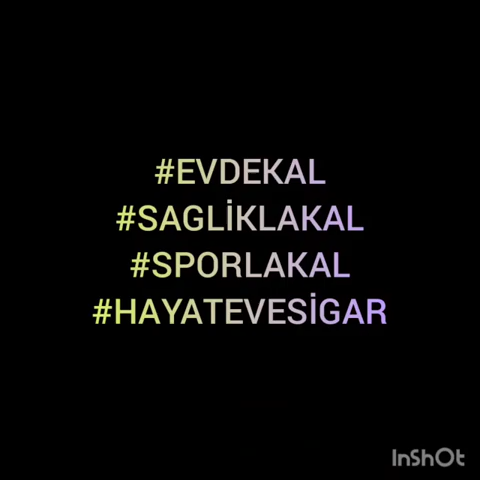 #EVDEKAL
#SAGLİKLAKAL
#SPORLAKAL
#HAYATEVESİGAR
InShOt